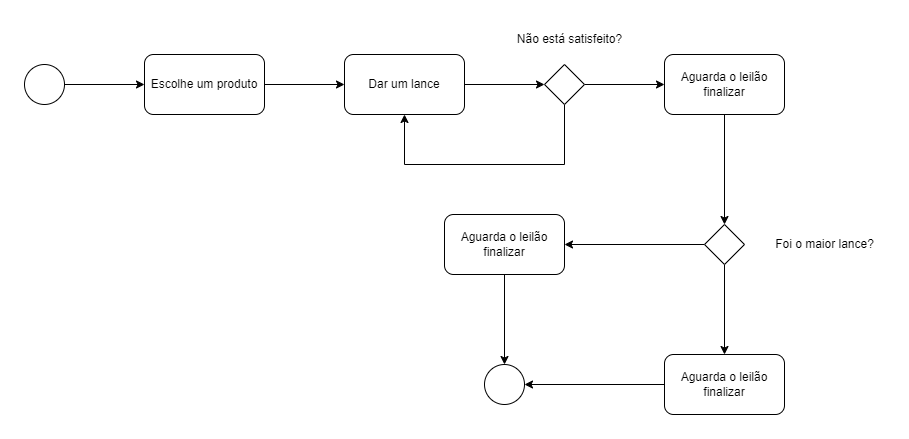 Não está satisfeito?
Escolhe um produto
Dar um lance
Aguarda o leilão
finalizar
Aguarda o leilão
finalizar
Foi o maior lance?
Aguarda o leilão
finalizar